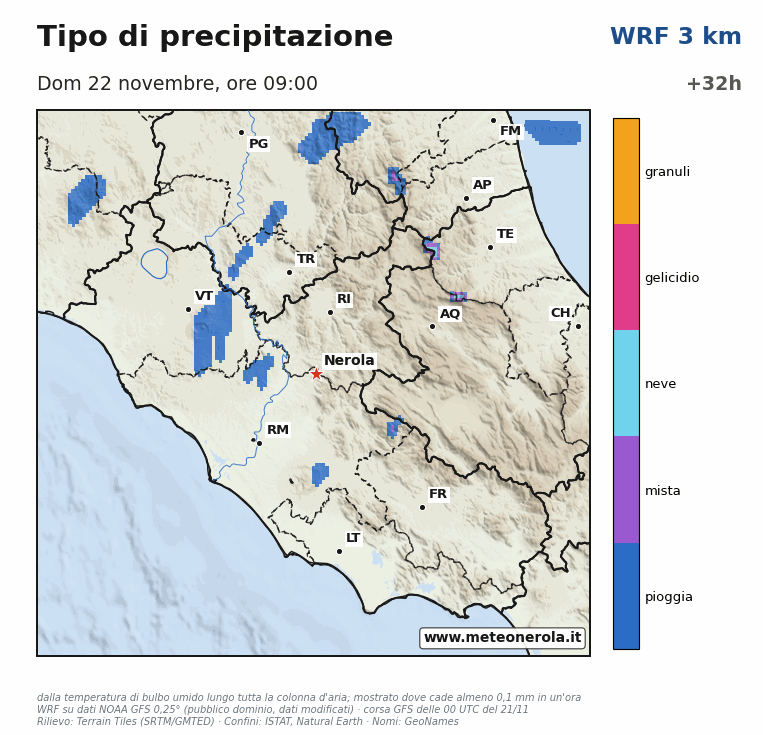 Tipo di precipitazione
WRF 3 km
Dom 22 novembre, ore 09:00
+32h
FM
PG
AP
TE
TR
VT
RI
AQ
CH
Nerola
RM
FR
LT
www.meteonerola.it
granuli
gelicidio
neve
mista
pioggia
dalla temperatura di bulbo umido lungo tutta la colonna d'aria; mostrato dove cade almeno 0,1 mm in un'ora
WRF su dati NOAA GFS 0,25° (pubblico dominio, dati modificati) · corsa GFS delle 00 UTC del 21/11
Rilievo: Terrain Tiles (SRTM/GMTED) · Confini: ISTAT, Natural Earth · Nomi: GeoNames